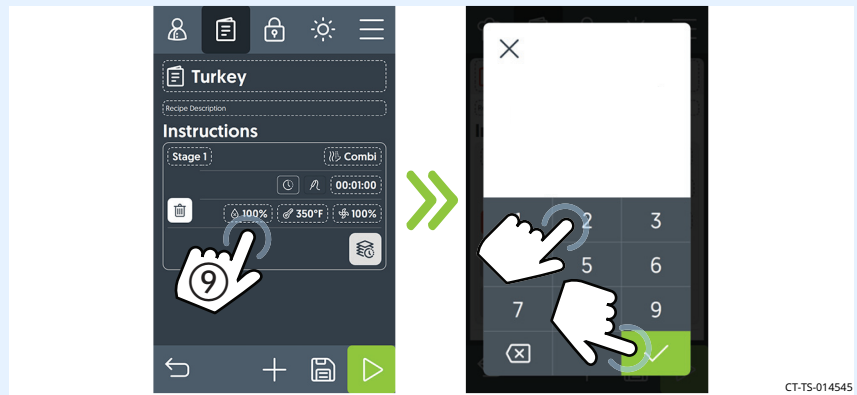 Turkey
Recipe Description
Instructions
Stage 1
Combi
00:01:00
100%
350°F
100%
9
2
3
5
6
7
9
CT-TS-014545